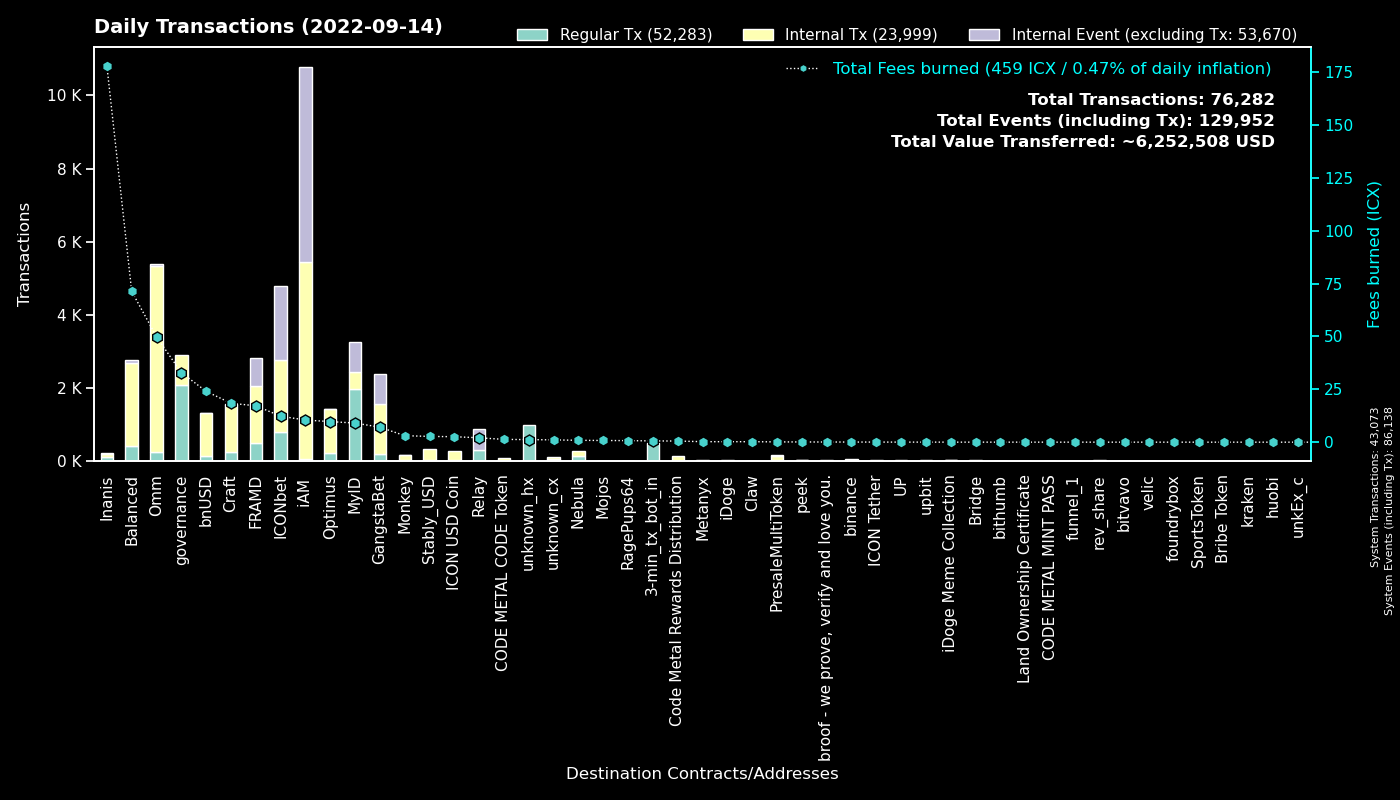 Daily Transactions (2022-09-14)
Regular Tx (52,283)
Internal Tx (23,999)
Internal Event (excluding Tx: 53,670)
Total Fees burned (459 ICX / 0.47% of daily inflation)
Total Transactions: 76,282
Total Events (including Tx): 129,952
Total Value Transferred: ~6,252,508 USD
Transactions
10 K
8 K
6 K
4 K
2 K
0 K
175
150
125
100
75
50
25
0
Fees burned (ICX)
System Transactions: 43,073
System Events (including Tx): 86,138
Inanis
Balanced
Omm
governance
bnUSD
Craft
FRAMD
ICONbet
iAM
Optimus
MyID
GangstaBet
Monkey
Stably_USD
ICON USD Coin
Relay
CODE METAL CODE Token
unknown_hx
unknown_cx
Nebula
Mojos
RagePups64
3-min_tx_bot_in
Code Metal Rewards Distribution
Metanyx
iDoge
Claw
PresaleMultiToken
peek
broof - we prove, verify and love you.
binance
ICON Tether
UP
upbit
iDoge Meme Collection
Bridge
bithumb
Land Ownership Certificate
CODE METAL MINT PASS
funnel_1
rev_share
bitvavo
velic
foundrybox
SportsToken
Bribe Token
kraken
huobi
unkEx_c
Destination Contracts/Addresses